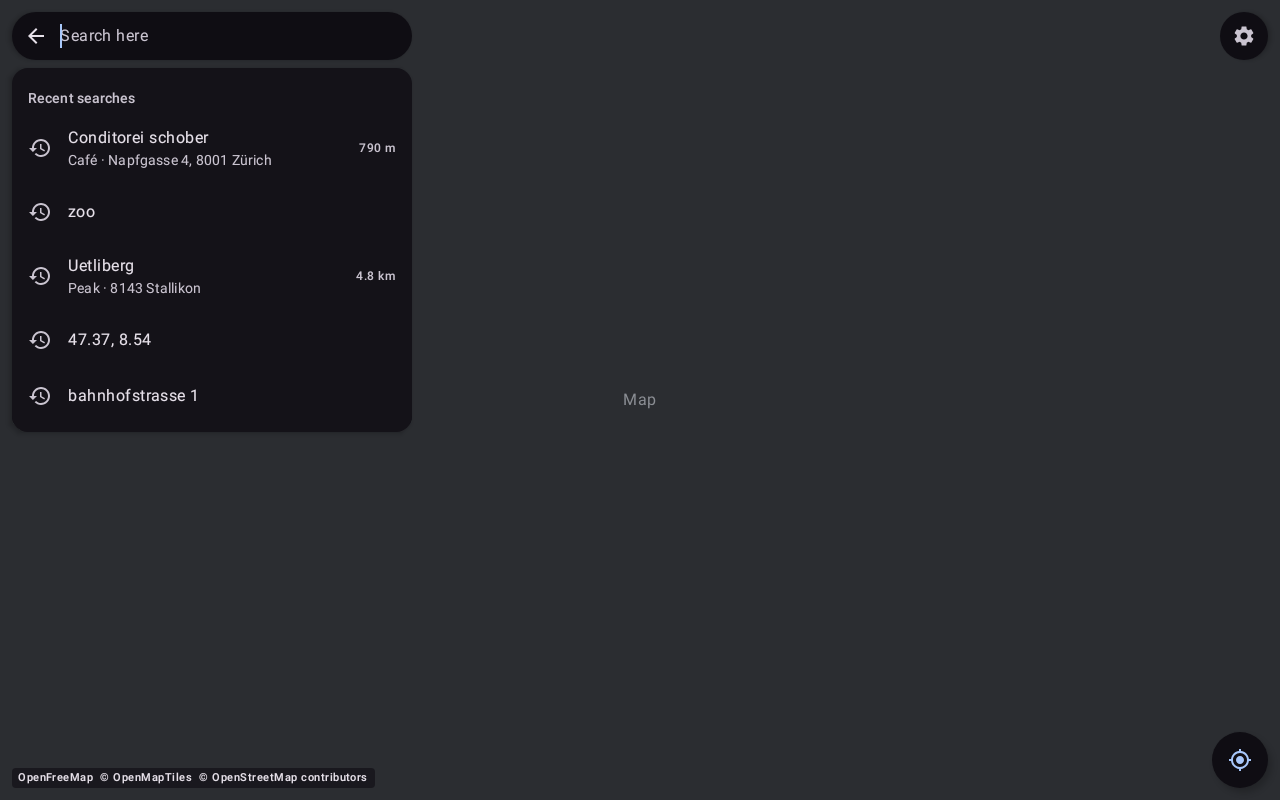 Search here
Recent searches
Conditorei schober
790 m
Café · Napfgasse 4, 8001 Zürich
zoo
Uetliberg
4.8 km
Peak · 8143 Stallikon
47.37, 8.54
bahnhofstrasse 1
Map
OpenFreeMap © OpenMapTiles © OpenStreetMap contributors